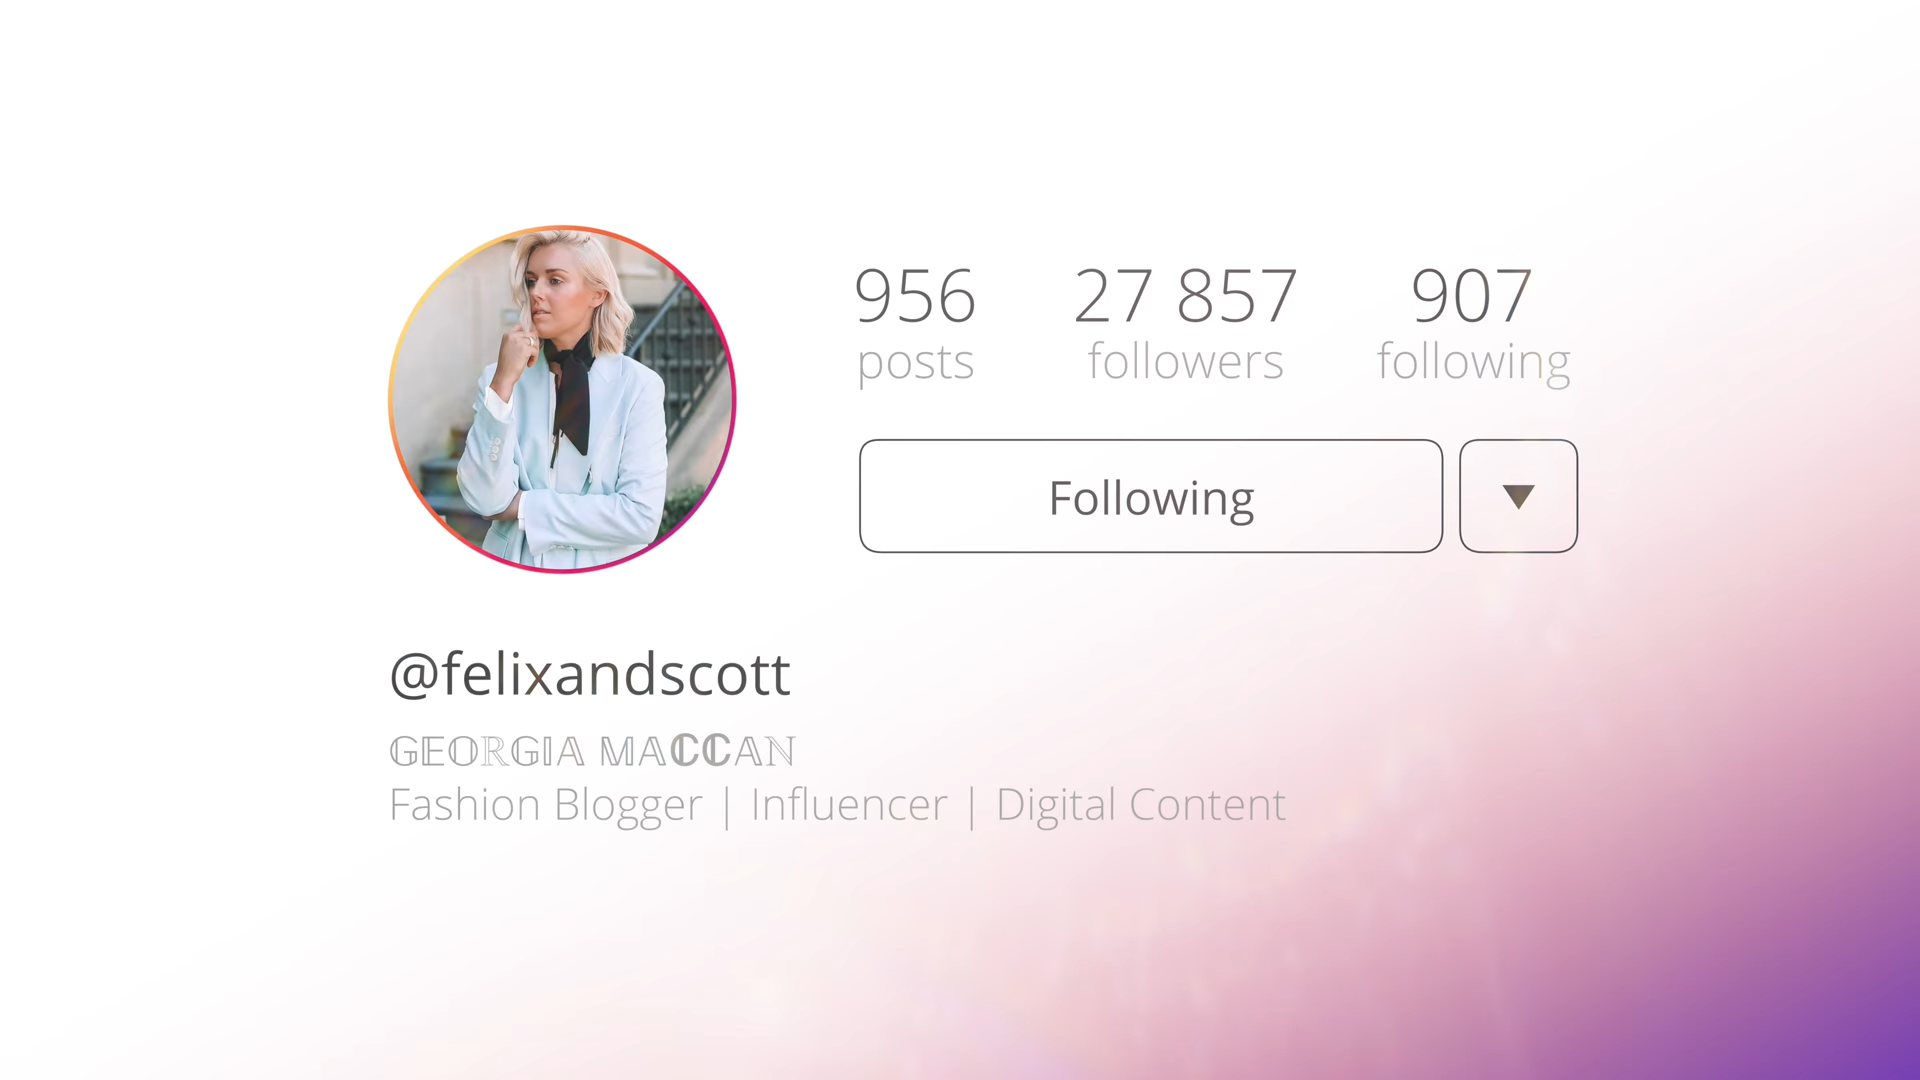 956 27 857 907
posts followers following
Following
@felixandscott
GEORGIA MACCAN
Fashion Blogger | Influencer | Digital Content